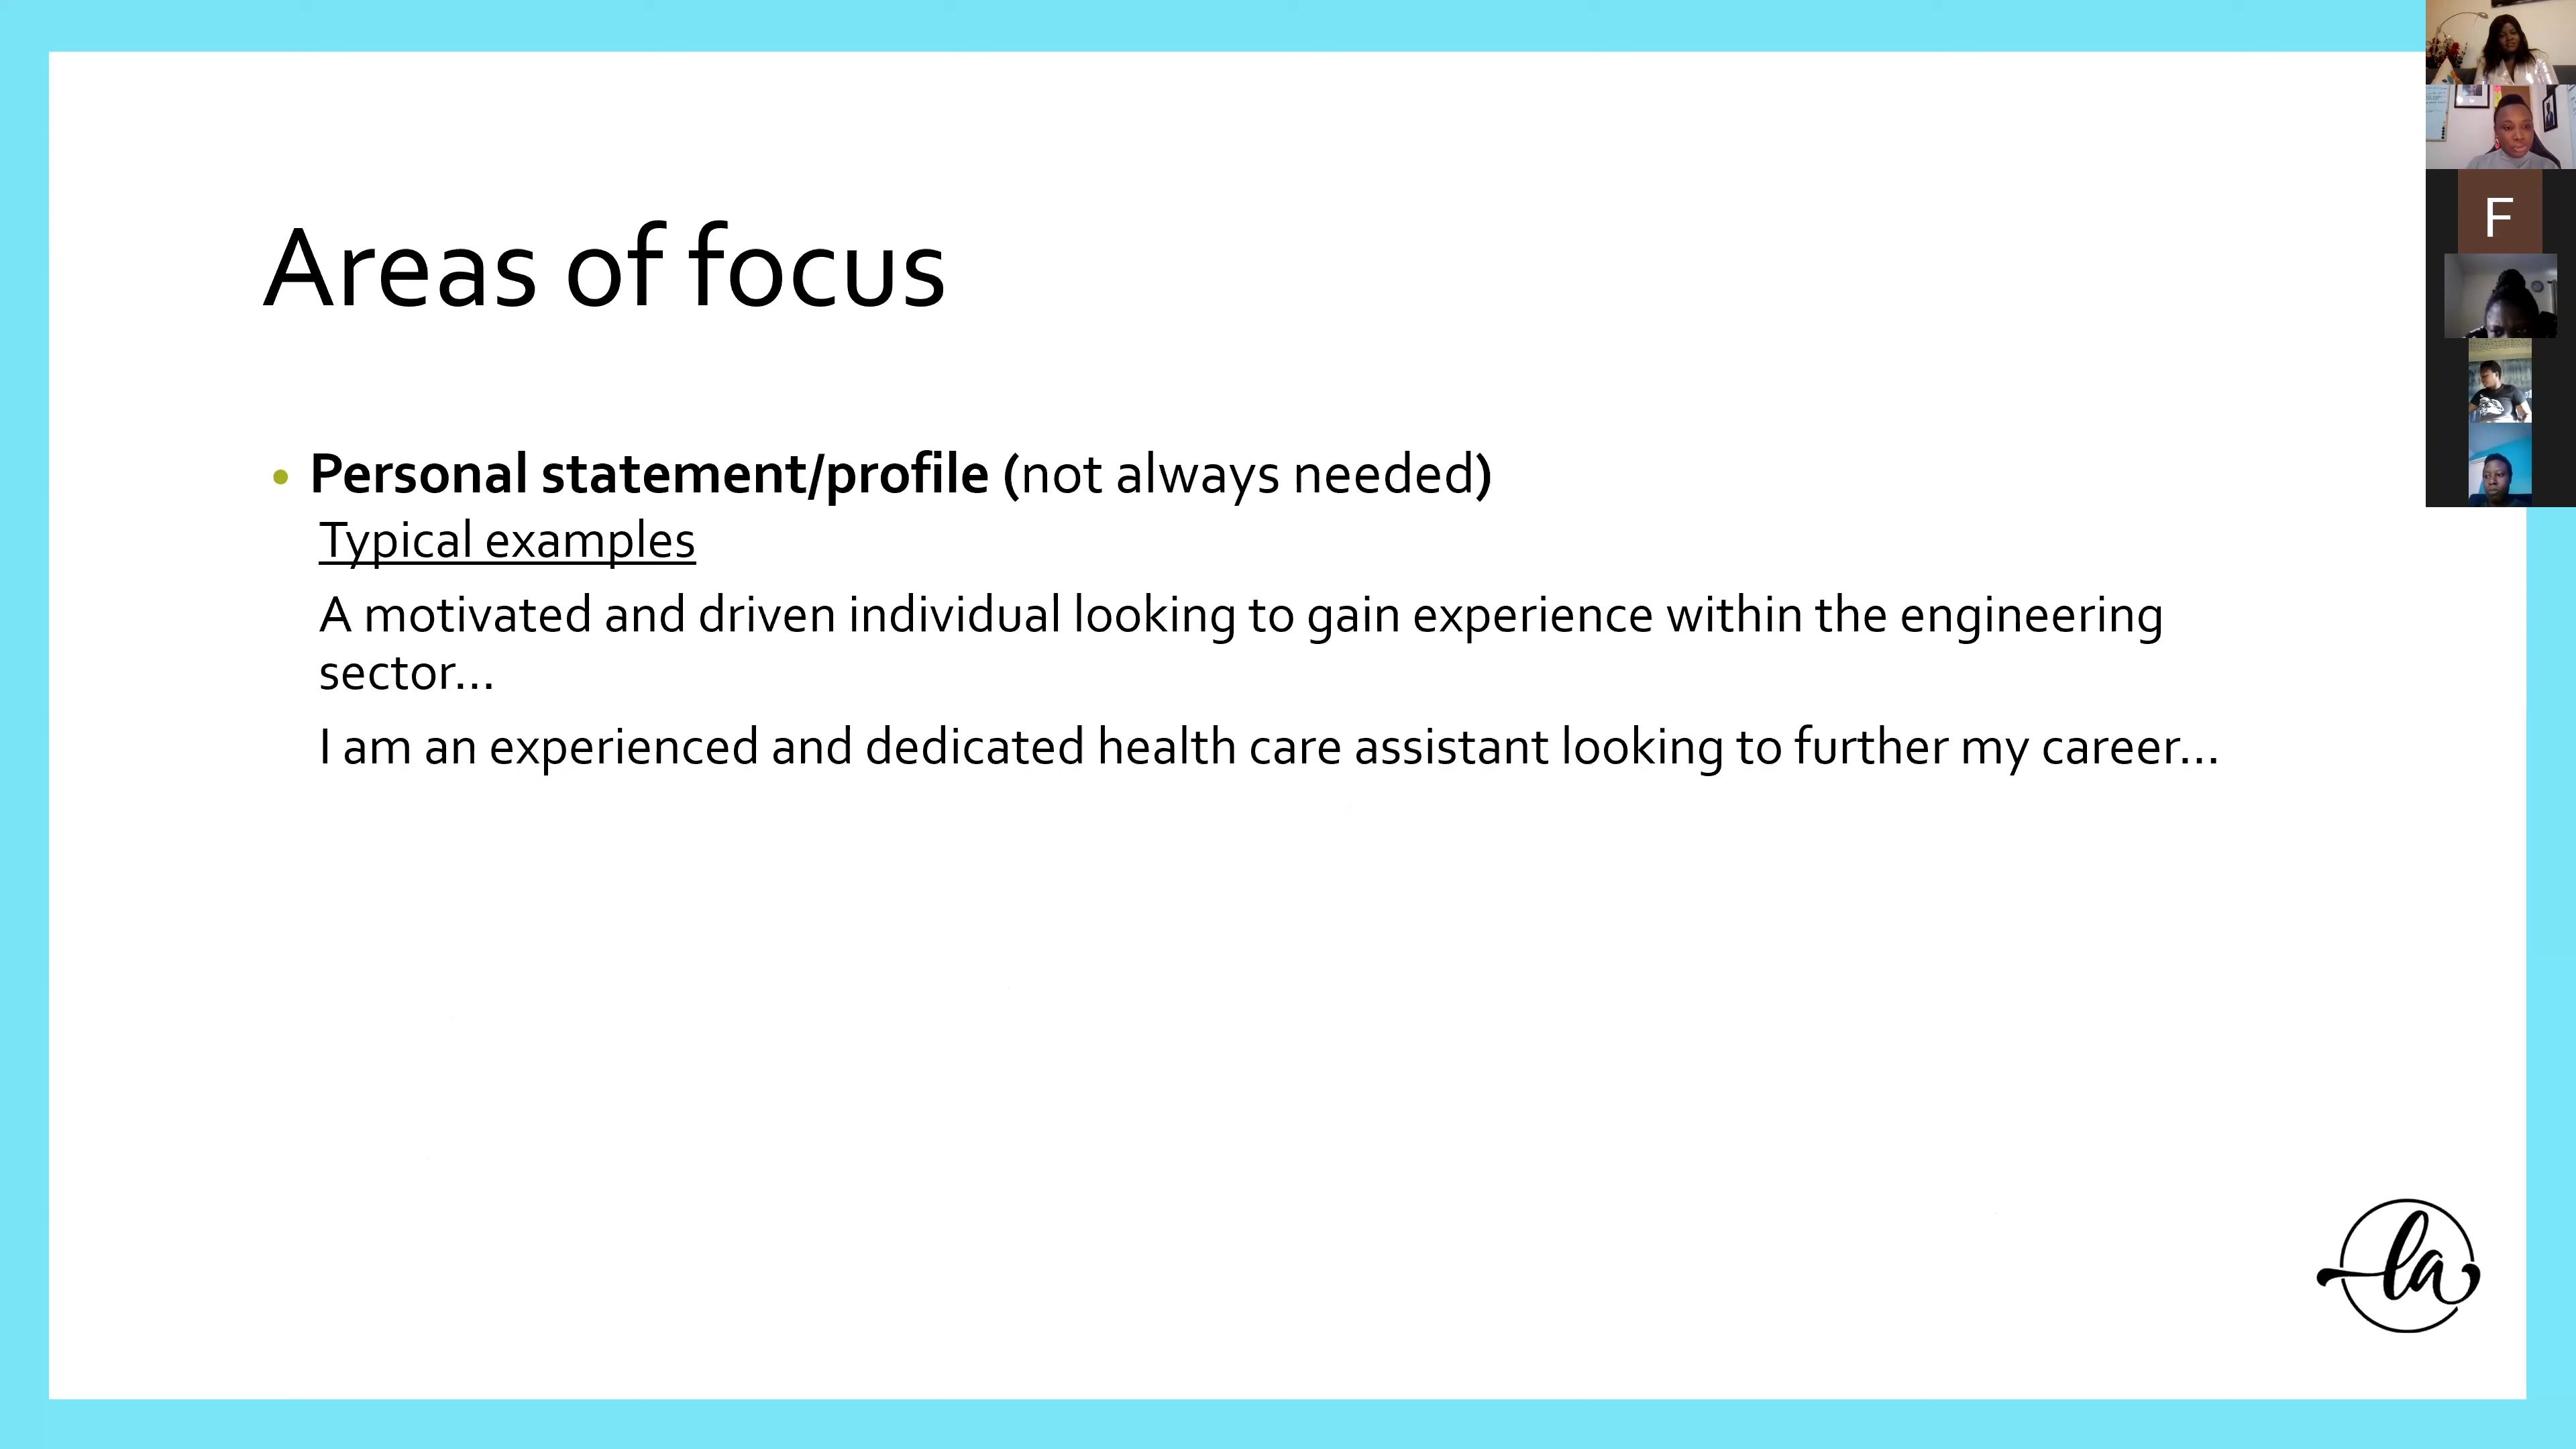 Areas of focus
• Personal statement/profile (not always needed)
Typical examples
A motivated and driven individual looking to gain experience within the engineering
sector...
I am an experienced and dedicated health care assistant looking to further my career...
F
la